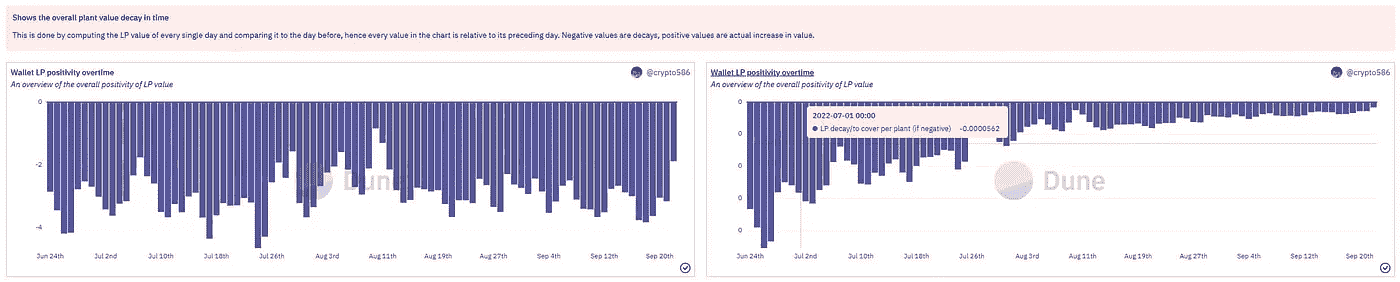 Shows the overall plant value decay in time
This is done by computing the LP value of every single day and comparing it to the day before, hence every value in the chart is relative to its preceding day. Negative values are decays, positive values are actual increase in value.
Wallet LP positivity overtime
@crypto586
An overview of the overall positivity of LP value
0
-2
-4
Dune
Jun 24th Jul 2nd Jul 10th Jul 18th Jul 26th Aug 3rd Aug 11th Aug 19th Aug 27th Sep 4th Sep 12th Sep 20th
Wallet LP positivity overtime
@crypto586
An overview of the overall positivity of LP value
0
2022-07-01 00:00
LP decay/to cover per plant (if negative) -0.0000562
0
0
0
0
Dune
Jun 24th Jul 2nd Jul 10th Jul 18th Jul 26th Aug 3rd Aug 11th Aug 19th Aug 27th Sep 4th Sep 12th Sep 20th